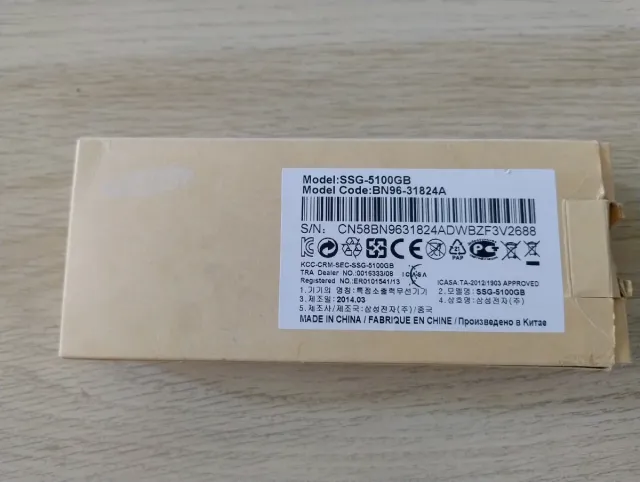 Model:SSG-5100GB
Model Code:BN96-31824A
S/N: CN58BN9631824ADWBZF3V2688
KCC-CRM-SEC-SSG-5100GB
TRA Dealer NO.:0016333/08 ICASA
Registered NO.:ER0101541/13 ICASA:TA-2012/1903 APPROVED
1.기기의 명칭:특정소출력무선기기 2.모델명: SSG-5100GB
3.제조일:2014.03 4.상호명:삼성전자(주)
5.제조사/제조국:삼성전자(주)/중국
MADE IN CHINA / FABRIQUE EN CHINE / Произведено в Китае